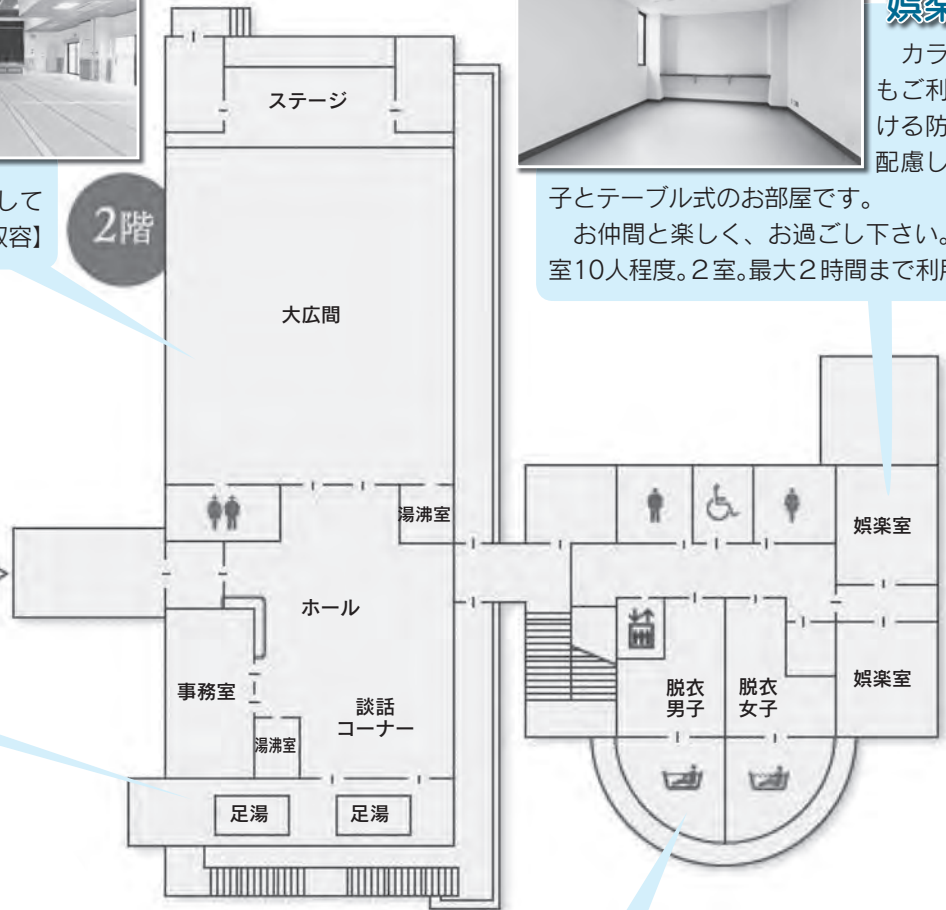 娯楽
カラ
もご利
ける防
配慮し
子とテーブル式のお部屋です。
お仲間と楽しく、お過ごし下さい。
室10人程度。2室。最大2時間まで利用
して
収容】
2階
ステージ
大広間
湯沸室
ホール
事務室
談話
コーナー
湯沸室
足湯
足湯
娯楽室
娯楽室
脱衣
男子
脱衣
女子